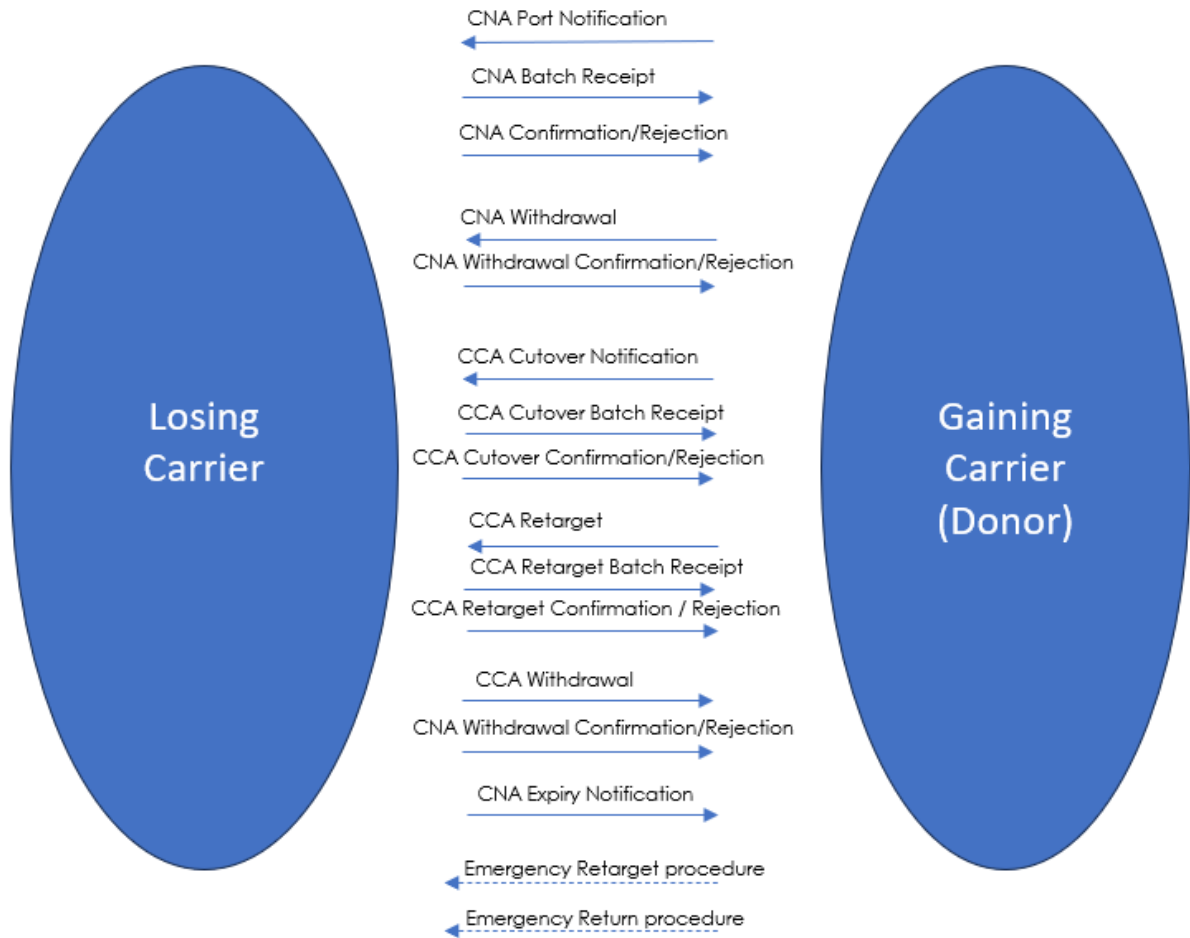 CNA Port Notification
CNA Batch Receipt
CNA Confirmation/Rejection
CNA Withdrawal
CNA Withdrawal Confirmation/Rejection
CCA Cutover Notification
CCA Cutover Batch Receipt
CCA Cutover Confirmation/Rejection
CCA Retarget
CCA Retarget Batch Receipt
CCA Retarget Confirmation / Rejection
CCA Withdrawal
CNA Withdrawal Confirmation/Rejection
CNA Expiry Notification
Emergency Retarget procedure
Emergency Return procedure
Losing
Carrier
Gaining
Carrier
(Donor)